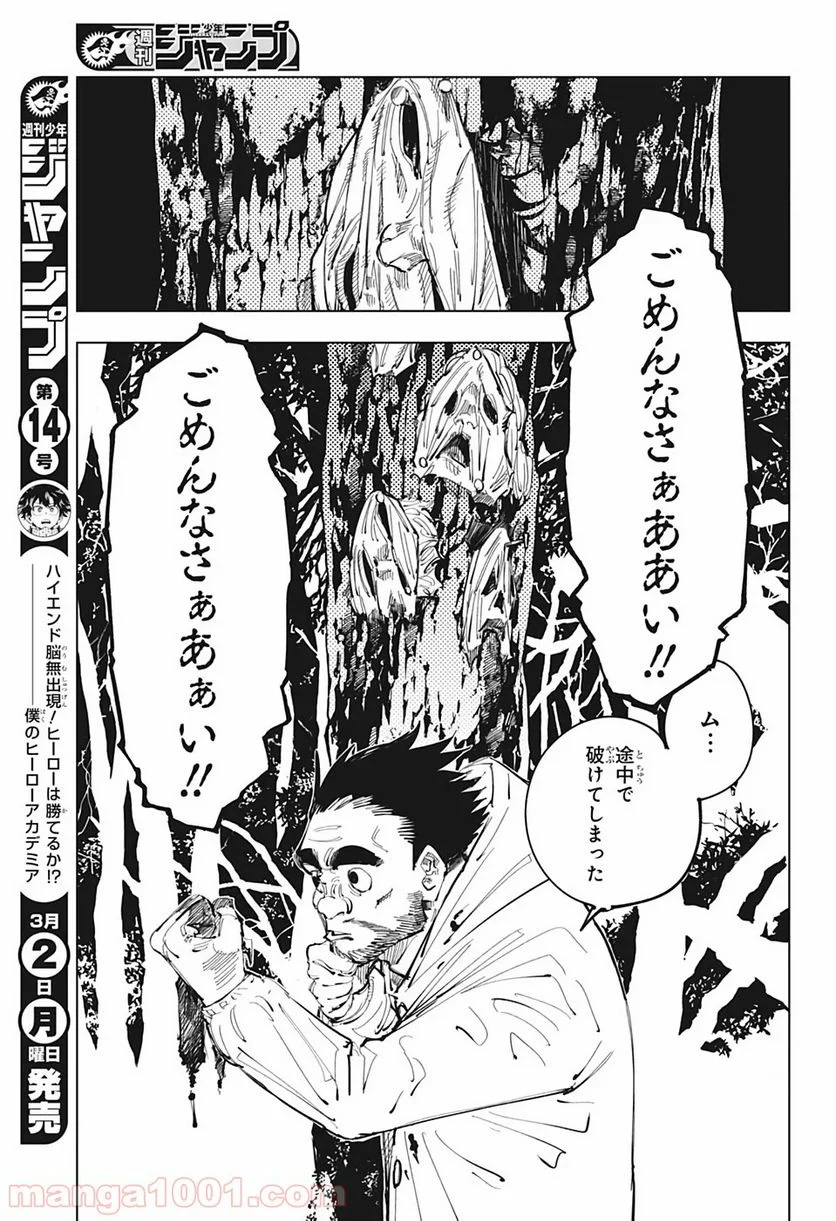 週刊
少年
ジャンプ
ごめんなさぁああい!!
ごめんなさぁあぁい!!
ム…
途中で
破けてしまった
週刊少年
ジャンプ
第
14
号
ハイエンド脳無出現!ヒーローは勝てるか!?
――僕のヒーローアカデミア
3月
2
日
月
曜日
発売
manga1001.com